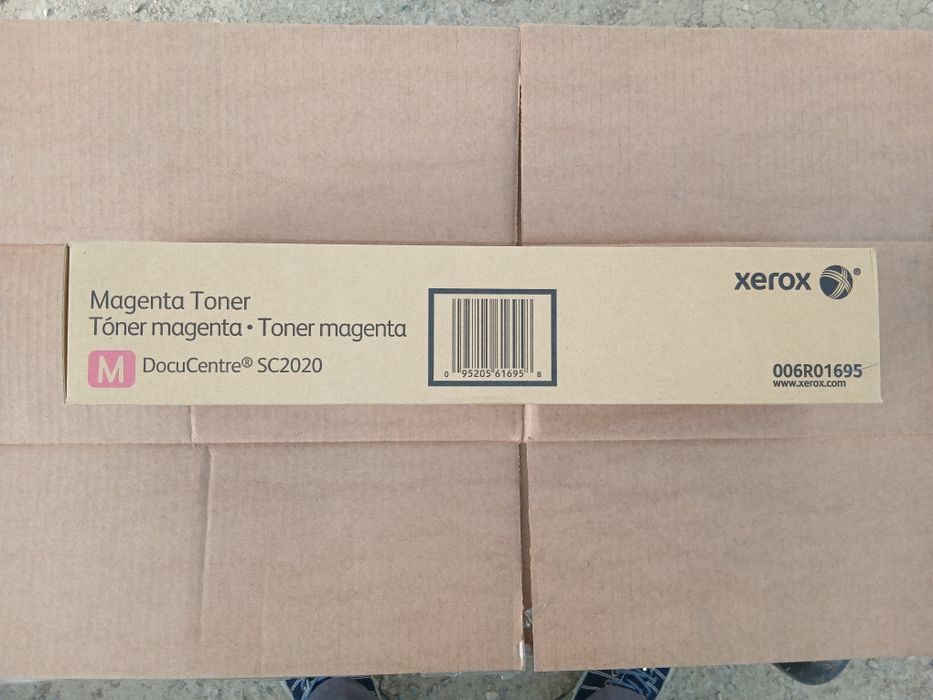 Magenta Toner
Tóner magenta • Toner magenta
M DocuCentre® SC2020
0 95205 61695 8
xerox ®
006R01695
www.xerox.com